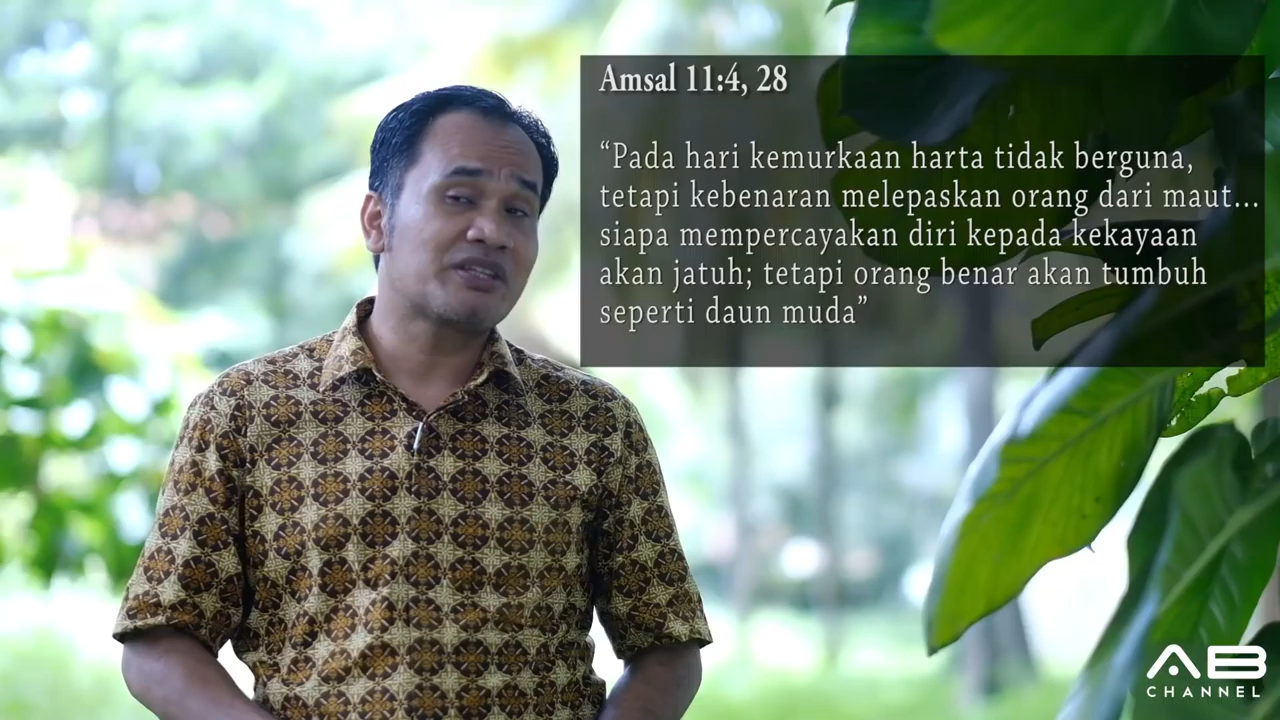 Amsal 11:4, 28
“Pada hari kemurkaan harta tidak berguna,
tetapi kebenaran melepaskan orang dari maut...
siapa mempercayakan diri kepada kekayaan
akan jatuh; tetapi orang benar akan tumbuh
seperti daun muda”
AB
CHANNEL